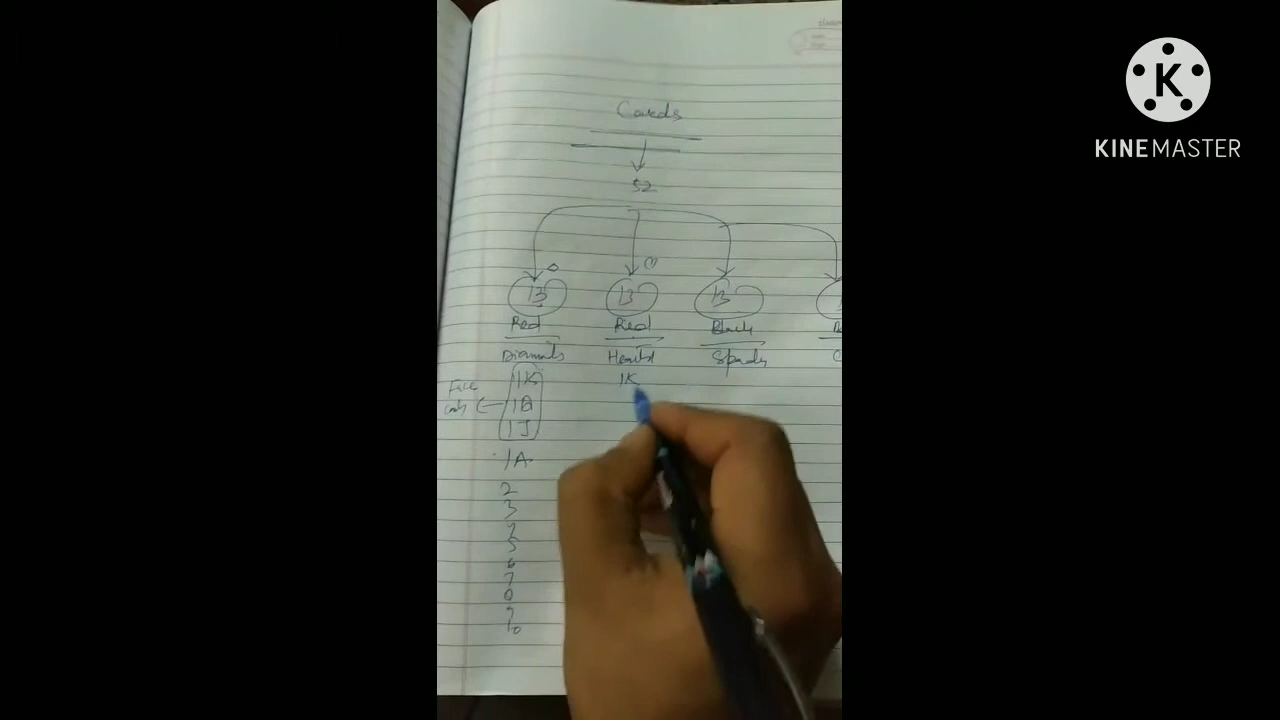 Cards
52
13 13 13
Red Red Black
Diamonds Hearts Spades
1K 1K
Face
cards
1Q
1J
1A
2
3
4
5
6
7
8
9
10
K
KINEMASTER